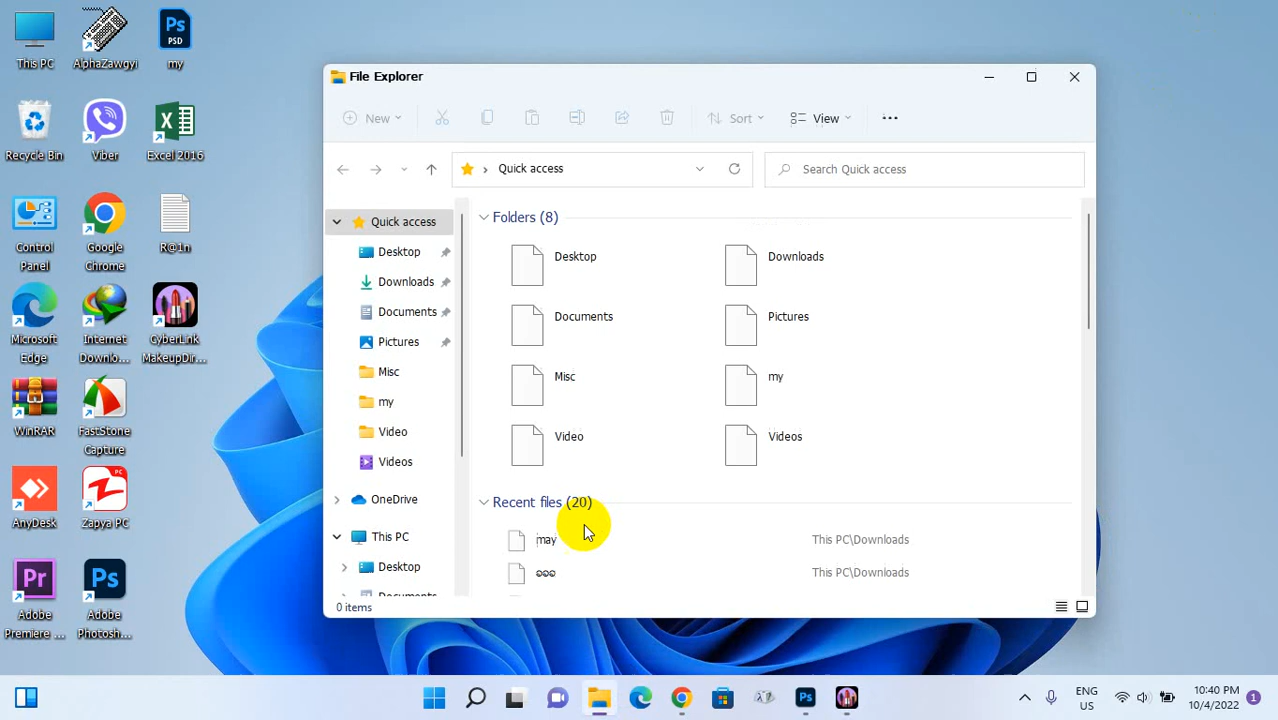 This PC
AlphaZawgyi
PSD
my
Recycle Bin
Viber
Excel 2016
Control Panel
Google Chrome
R@1n
Microsoft Edge
Internet Downlo...
CyberLink MakeupDir...
WinRAR
FastStone Capture
AnyDesk
PC
Zapya PC
Pr
Adobe Premiere ...
Ps
Adobe Photosh...
File Explorer
New
Sort
View
Quick access
Search Quick access
Quick access
Desktop
Downloads
Documents
Pictures
Misc
my
Video
Videos
OneDrive
This PC
Desktop
Documents
Folders (8)
Desktop
Downloads
Documents
Pictures
Misc
my
Video
Videos
Recent files (20)
may
This PC\Downloads
This PC\Downloads
0 items
ENG
US
10:40 PM
10/4/2022
1